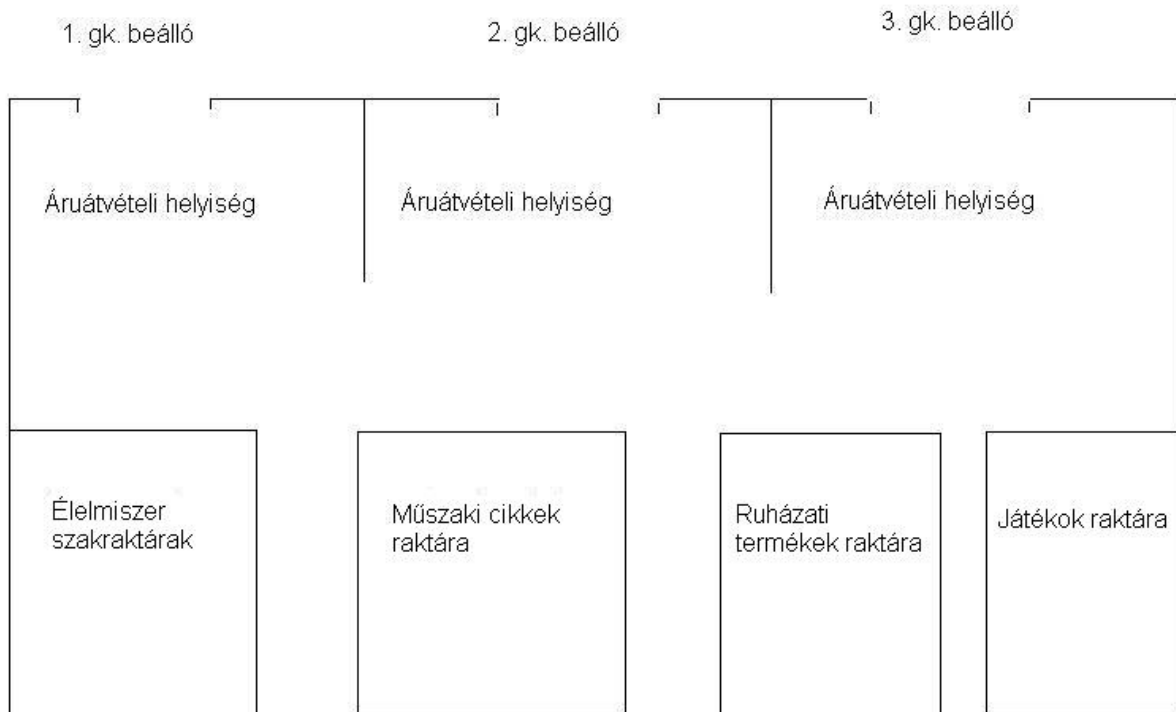 1. gk. beálló
2. gk. beálló
3. gk. beálló
Áruátvételi helyiség
Áruátvételi helyiség
Áruátvételi helyiség
Élelmiszer
szakraktárak
Műszaki cikkek
raktára
Ruházati
termékek raktára
Játékok raktára